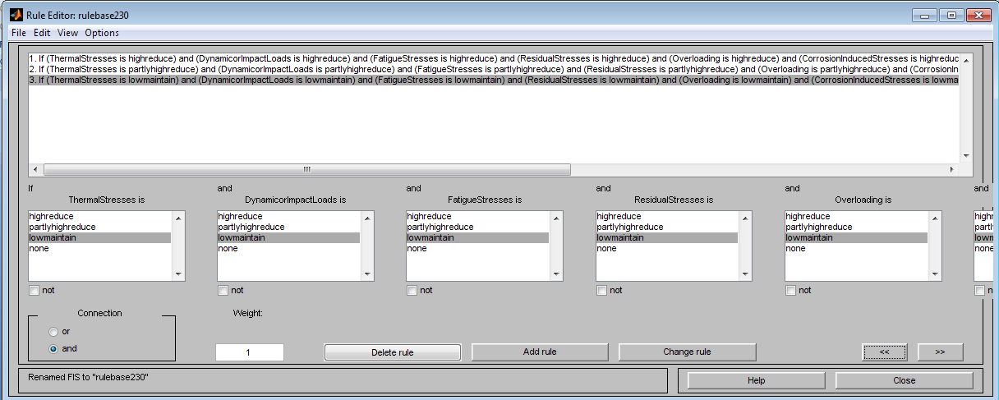 Rule Editor: rulebase230
File Edit View Options
1. If (ThermalStresses is highreduce) and (DynamicorImpactLoads is highreduce) and (FatigueStresses is highreduce) and (ResidualStresses is highreduce) and (Overloading is highreduce) and (CorrosionInducedStresses is highreduc
2. If (ThermalStresses is partlyhighreduce) and (DynamicorImpactLoads is partlyhighreduce) and (FatigueStresses is partlyhighreduce) and (ResidualStresses is partlyhighreduce) and (Overloading is partlyhighreduce) and (CorrosionIn
3. If (ThermalStresses is lowmaintain) and (DynamicorImpactLoads is lowmaintain) and (FatigueStresses is lowmaintain) and (ResidualStresses is lowmaintain) and (Overloading is lowmaintain) and (CorrosionInducedStresses is lowma
If and and and and and
ThermalStresses is DynamicorImpactLoads is FatigueStresses is ResidualStresses is Overloading is
highreduce highreduce highreduce highreduce highreduce highr
partlyhighreduce partlyhighreduce partlyhighreduce partlyhighreduce partlyhighreduce partl
lowmaintain lowmaintain lowmaintain lowmaintain lowmaintain lowm
none none none none none none
not not not not not n
Connection Weight:
or
and 1 Delete rule Add rule Change rule << >>
Renamed FIS to "rulebase230" Help Close